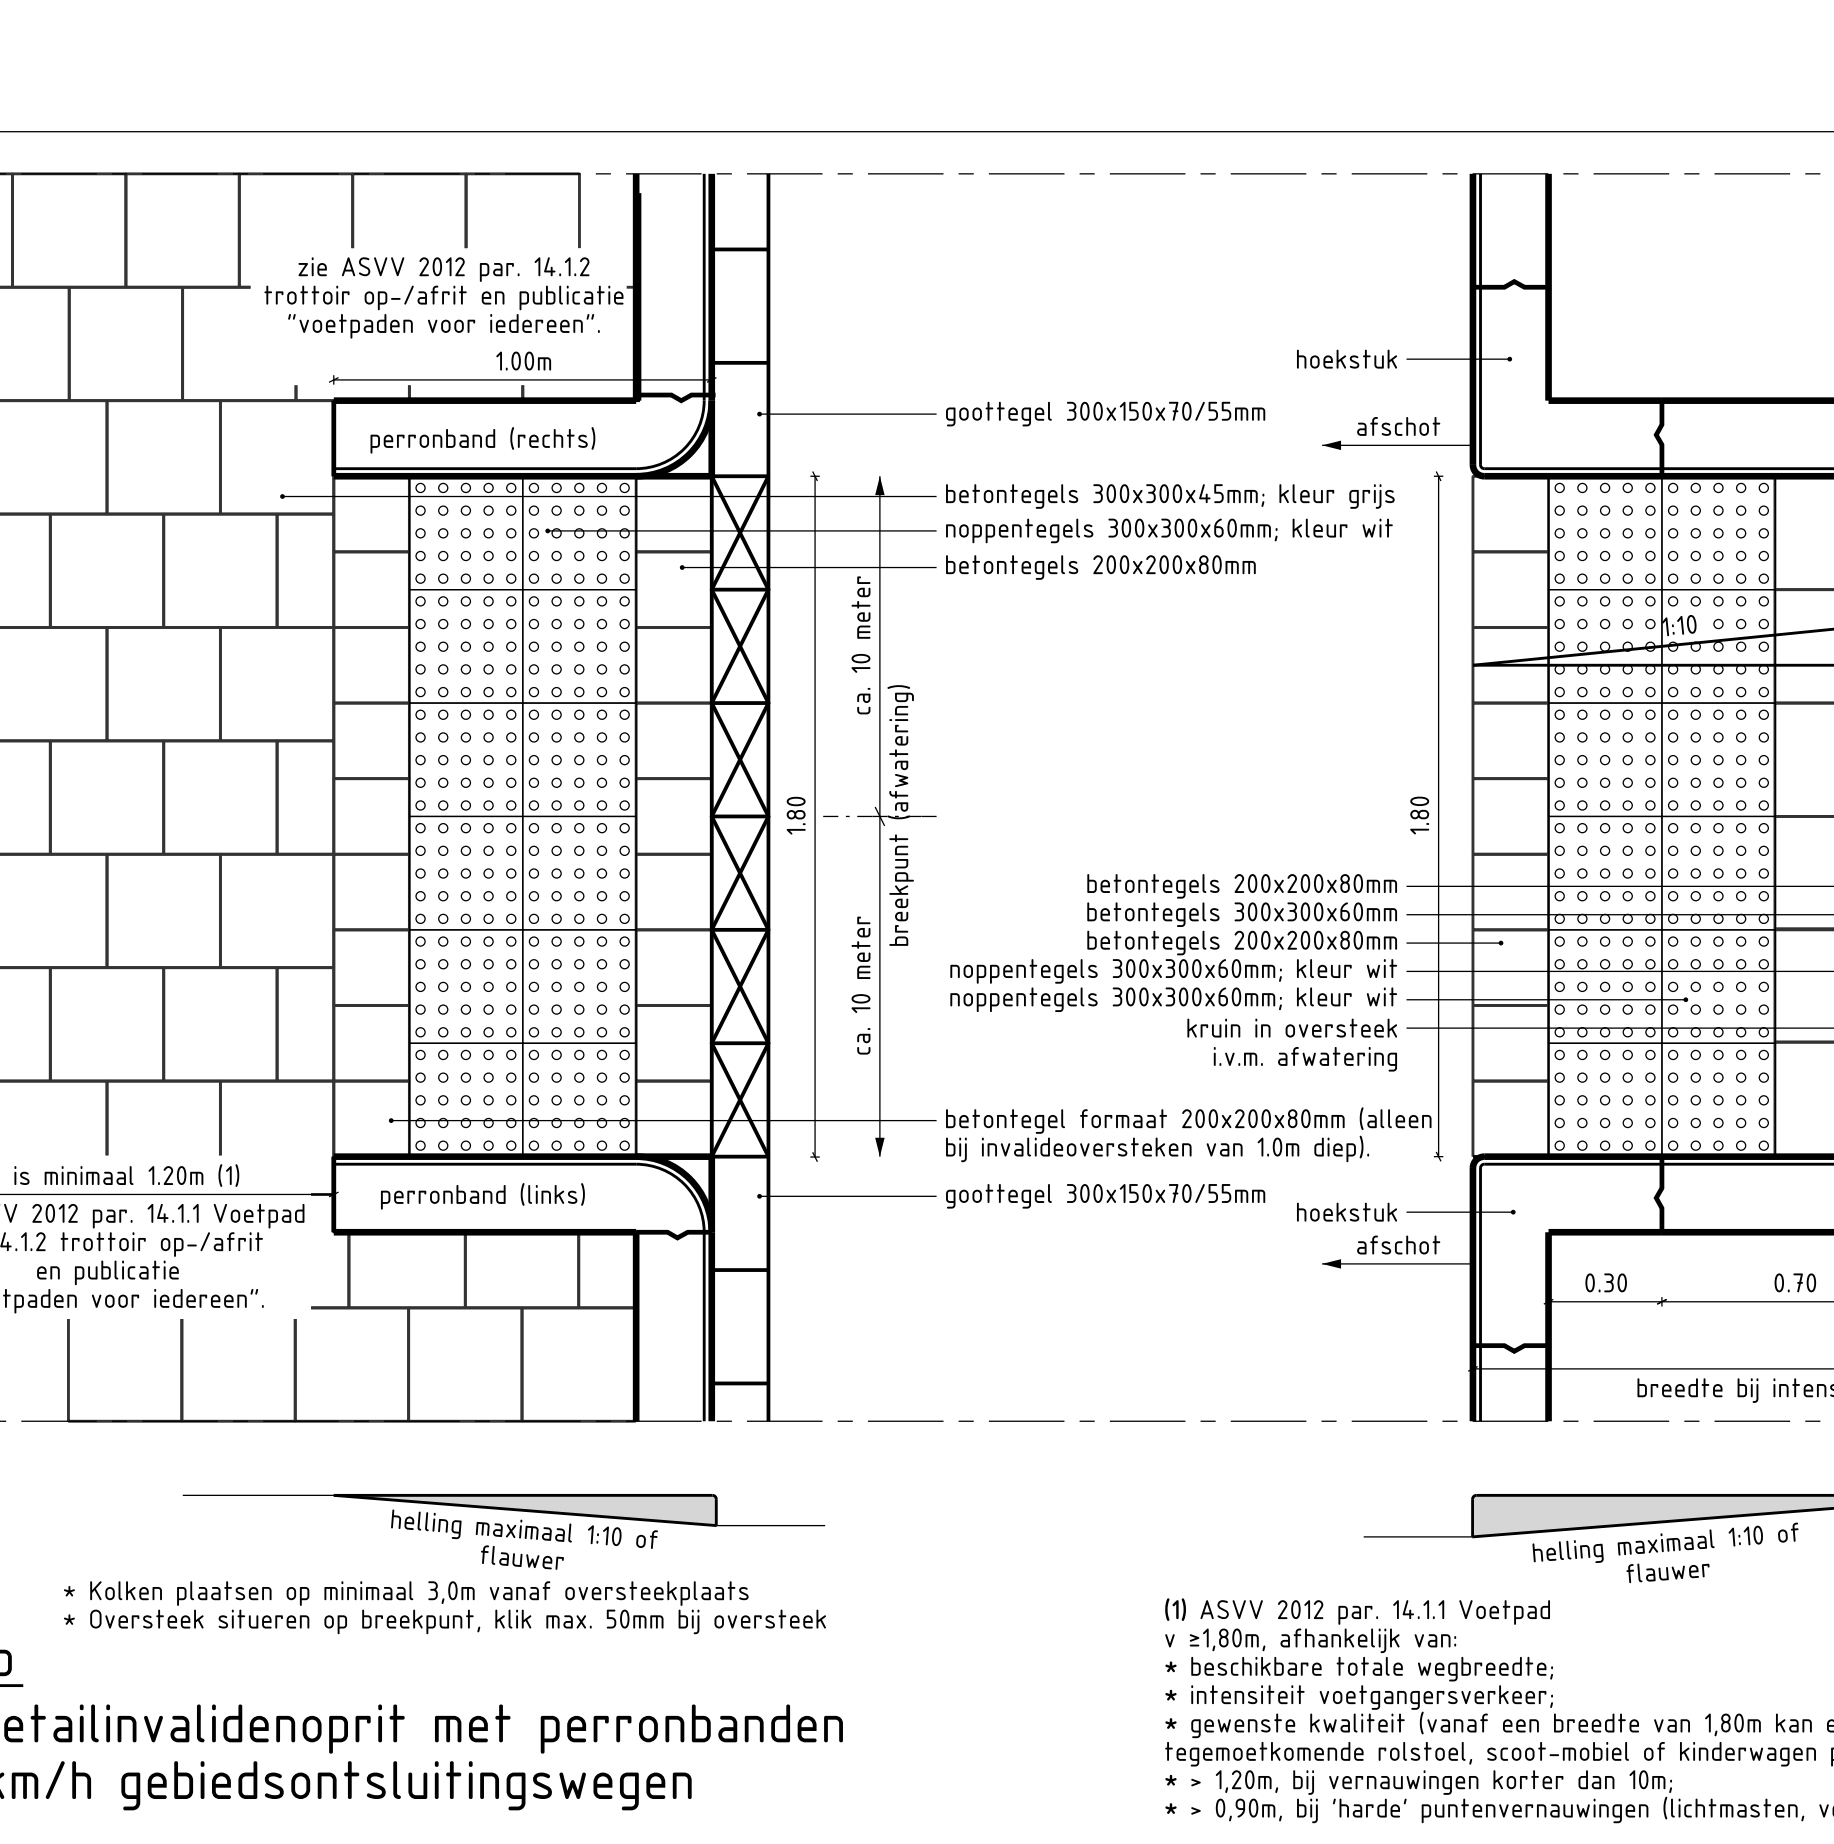 zie ASVV 2012 par. 14.1.2
trottoir op-/afrit en publicatie
"voetpaden voor iedereen".
1.00m
perronband (rechts)
goottegel 300x150x70/55mm
betontegels 300x300x45mm; kleur grijs
noppentegels 300x300x60mm; kleur wit
betontegels 200x200x80mm
ca. 10 meter
breekpunt (afwatering)
1.80
ca. 10 meter
betontegel formaat 200x200x80mm (alleen
bij invalideoversteken van 1.0m diep).
goottegel 300x150x70/55mm
is minimaal 1.20m (1)
V 2012 par. 14.1.1 Voetpad
4.1.2 trottoir op-/afrit
en publicatie
tpaden voor iedereen".
perronband (links)
hoekstuk
afschot
1:10
1.80
betontegels 200x200x80mm
betontegels 300x300x60mm
betontegels 200x200x80mm
noppentegels 300x300x60mm; kleur wit
noppentegels 300x300x60mm; kleur wit
kruin in oversteek
i.v.m. afwatering
hoekstuk
afschot
0.30 0.70
breedte bij intens
helling maximaal 1:10 of
flauwer
* Kolken plaatsen op minimaal 3,0m vanaf oversteekplaats
* Oversteek situeren op breekpunt, klik max. 50mm bij oversteek
etailinvalidenoprit met perronbanden
km/h gebiedsontsluitingswegen
helling maximaal 1:10 of
flauwer
(1) ASVV 2012 par. 14.1.1 Voetpad
v ≥1,80m, afhankelijk van:
* beschikbare totale wegbreedte;
* intensiteit voetgangersverkeer;
* gewenste kwaliteit (vanaf een breedte van 1,80m kan e
tegemoetkomende rolstoel, scoot-mobiel of kinderwagen p
* > 1,20m, bij vernauwingen korter dan 10m;
* > 0,90m, bij 'harde' puntenvernauwingen (lichtmasten, ve